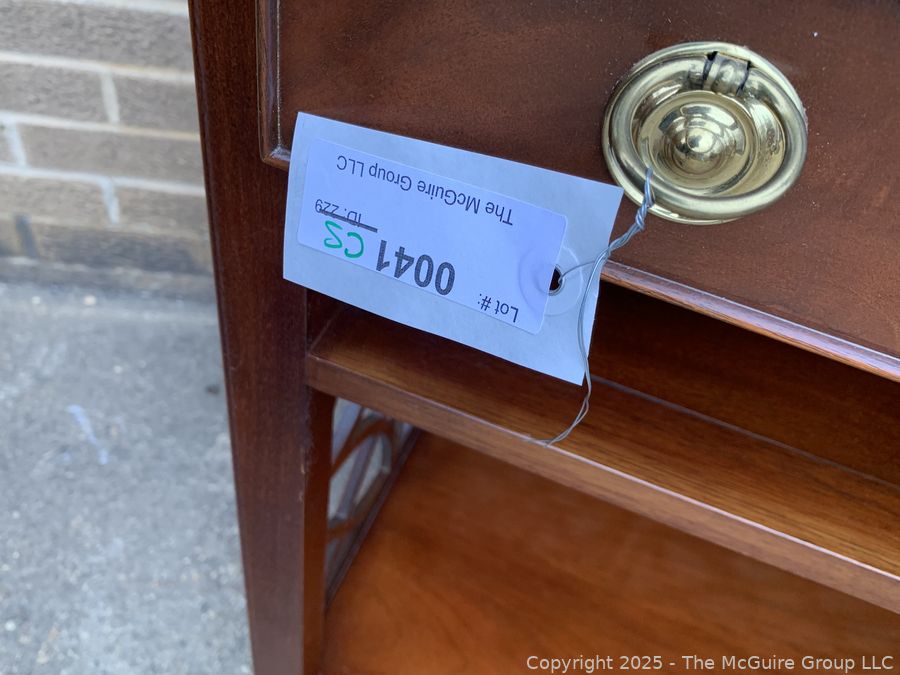 The McGuire Group LLC
ID: 229
C2
0041
Lot #:
Copyright 2025 - The McGuire Group LLC